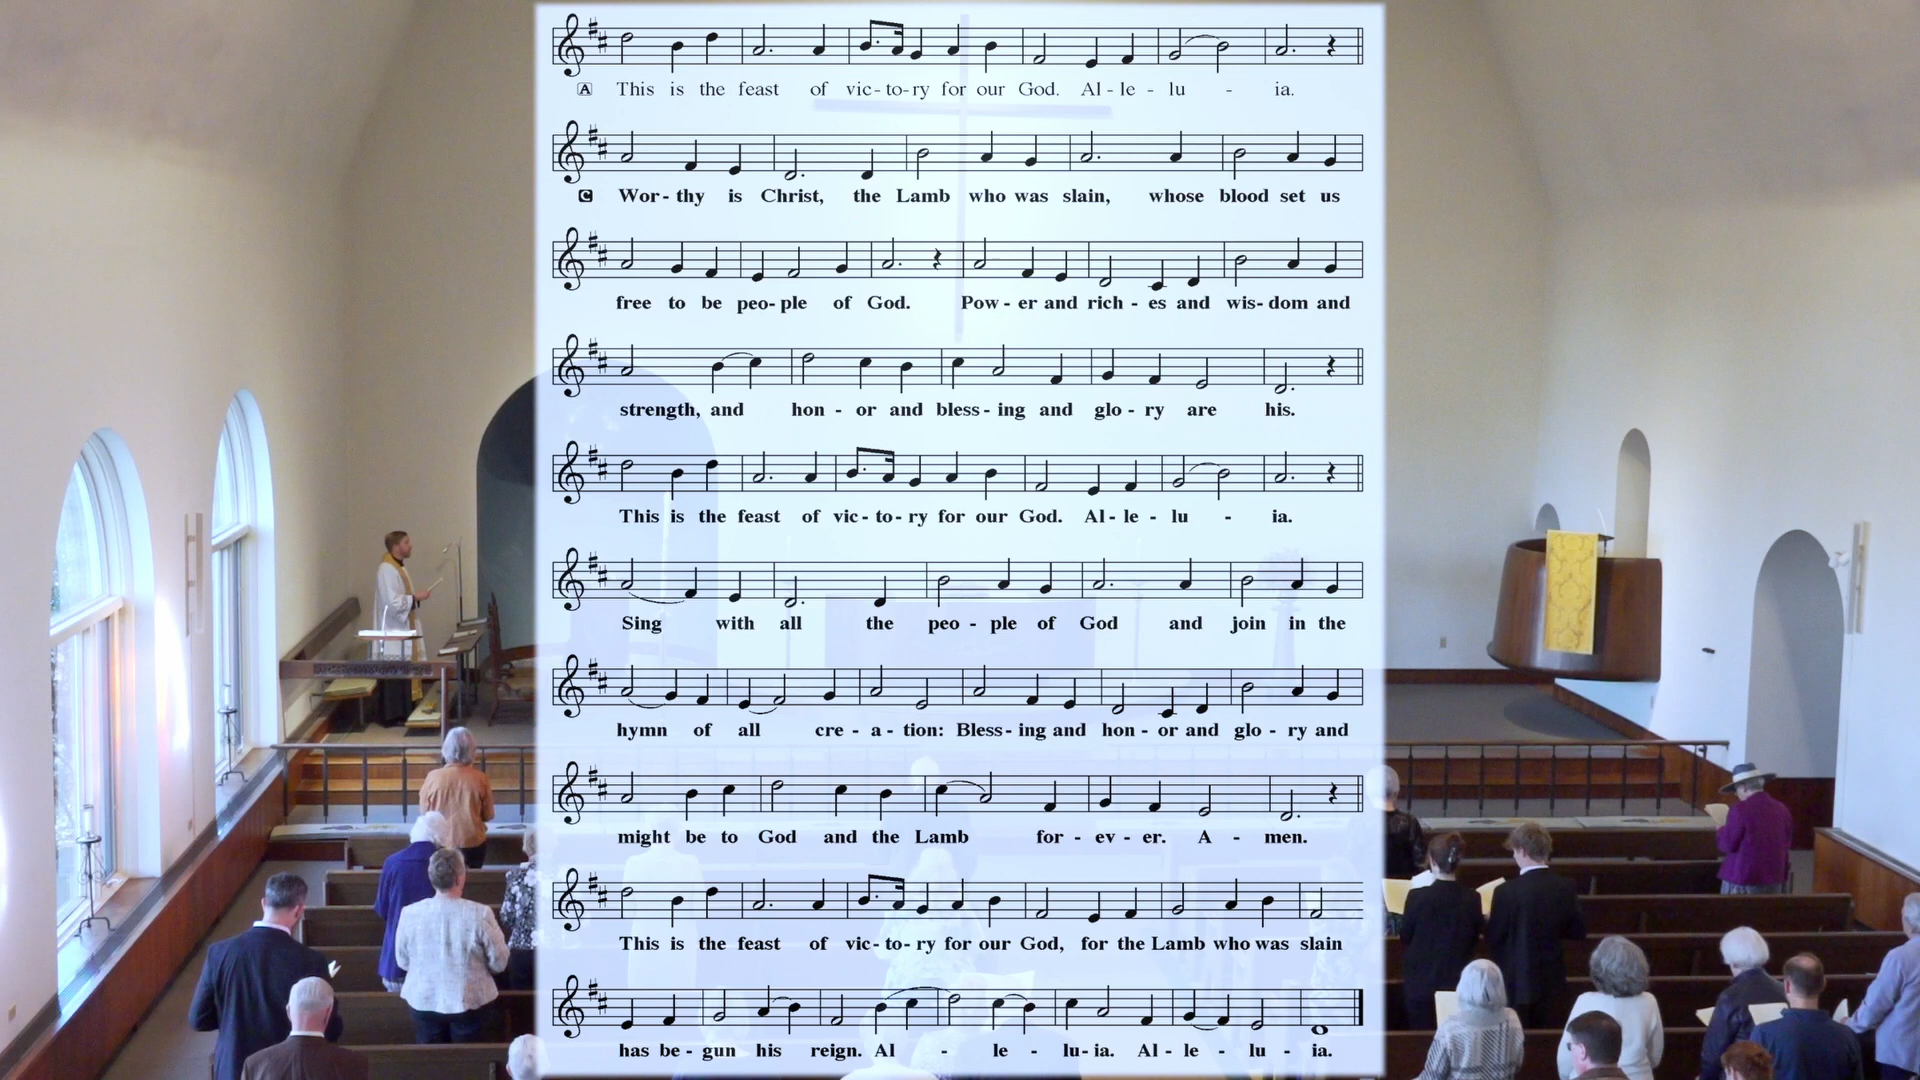 A This is the feast of vic - to - ry for our God. Al - le - lu - ia.
C Wor - thy is Christ, the Lamb who was slain, whose blood set us
free to be peo - ple of God. Pow - er and rich - es and wis - dom and
strength, and hon - or and bless - ing and glo - ry are his.
This is the feast of vic - to - ry for our God. Al - le - lu - ia.
Sing with all the peo - ple of God and join in the
hymn of all cre - a - tion: Bless - ing and hon - or and glo - ry and
might be to God and the Lamb for - ev - er. A - men.
This is the feast of vic - to - ry for our God, for the Lamb who was slain
has be - gun his reign. Al - le - lu - ia. Al - le - lu - ia.